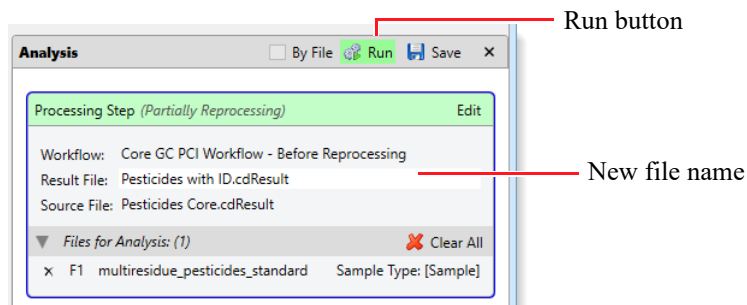 Run button
Analysis By File Run Save ×
Processing Step (Partially Reprocessing) Edit
Workflow: Core GC PCI Workflow - Before Reprocessing
Result File: Pesticides with ID.cdResult
New file name
Source File: Pesticides Core.cdResult
Files for Analysis: (1) Clear All
× F1 multiresidue_pesticides_standard Sample Type: [Sample]